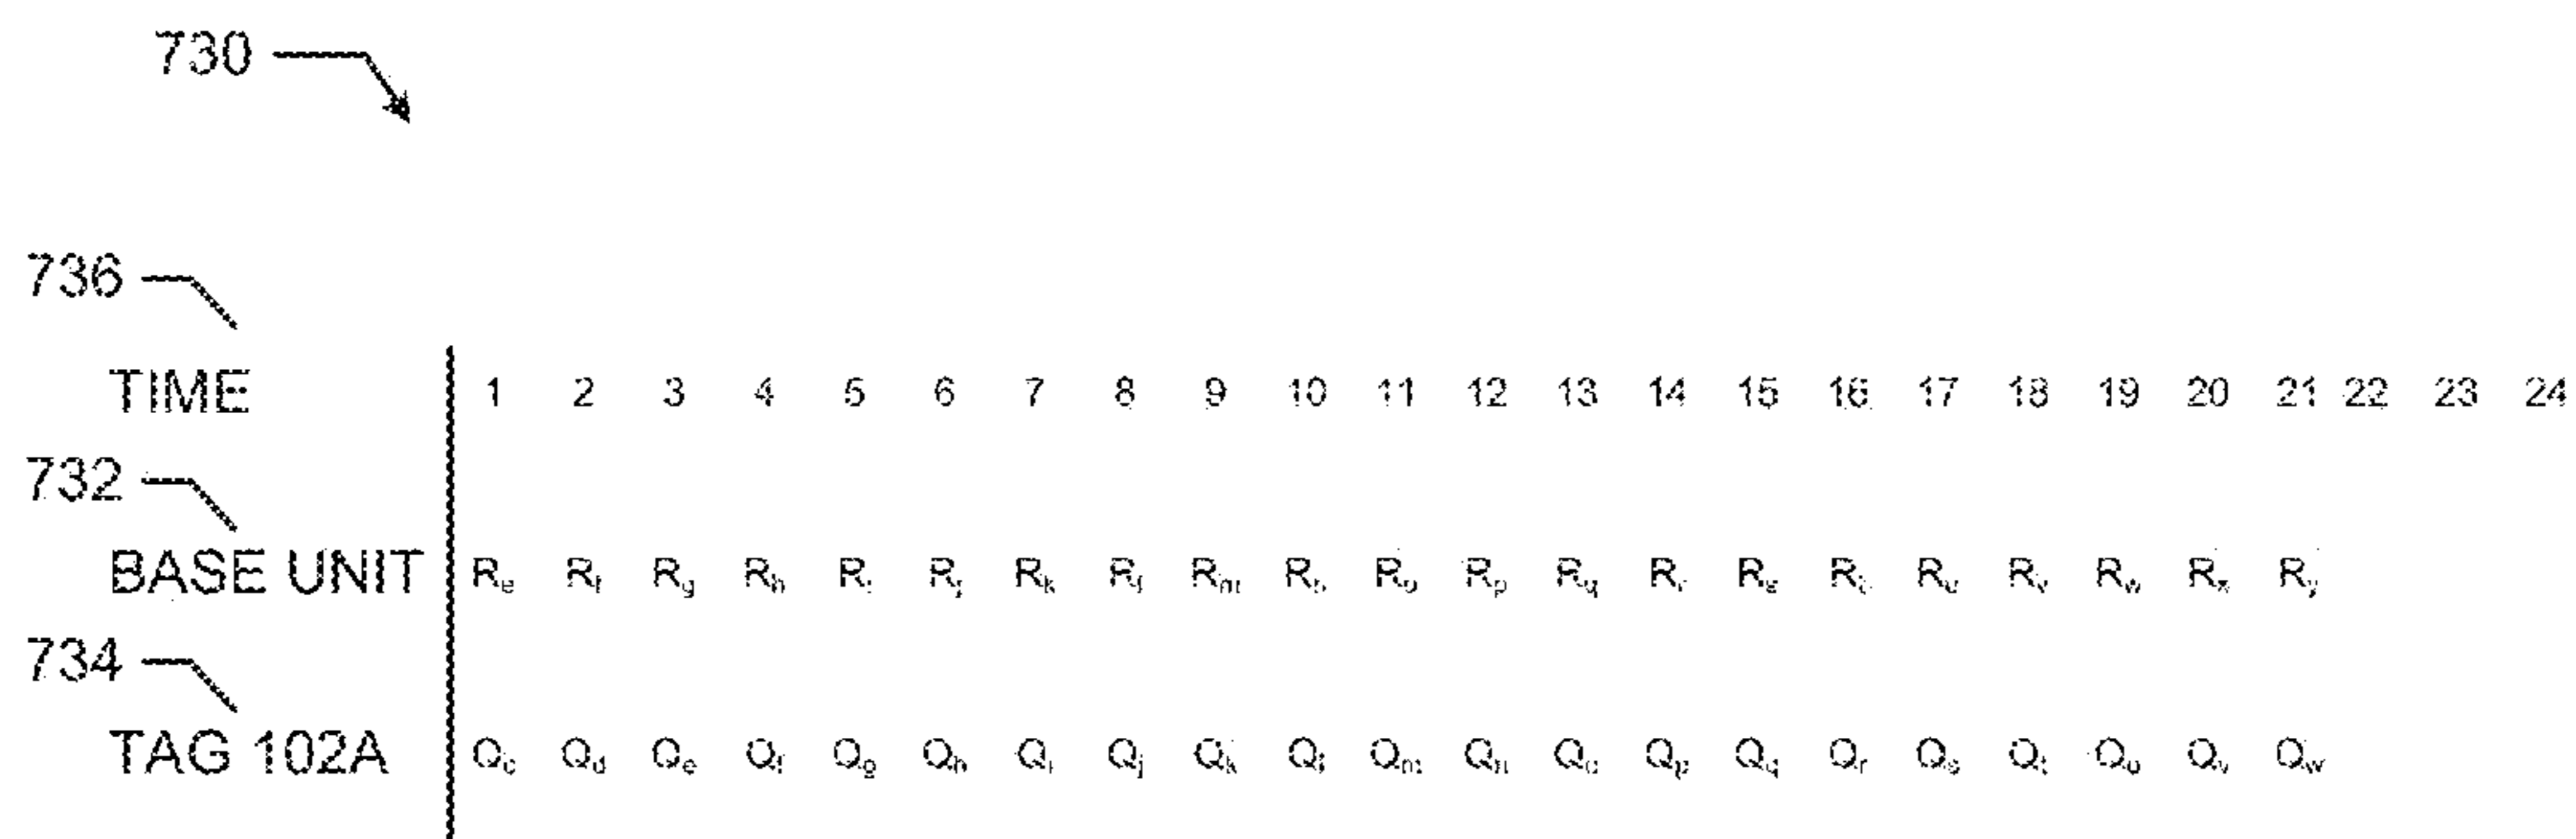 730
736
TIME 1 2 3 4 5 6 7 8 9 10 11 12 13 14 15 16 17 18 19 20 21 22 23 24
732
BASE UNIT Re Rf Rg Rh Ri Rj Rk Rl Rm Rn Ro Rp Rq Rr Rs Rt Ru Rv Rw Rx Ry
734
TAG 102A Qc Qd Qe Qf Qg Qh Qi Qj Qk Ql Qm Qn Qo Qp Qq Qr Qs Qt Qu Qv Qw